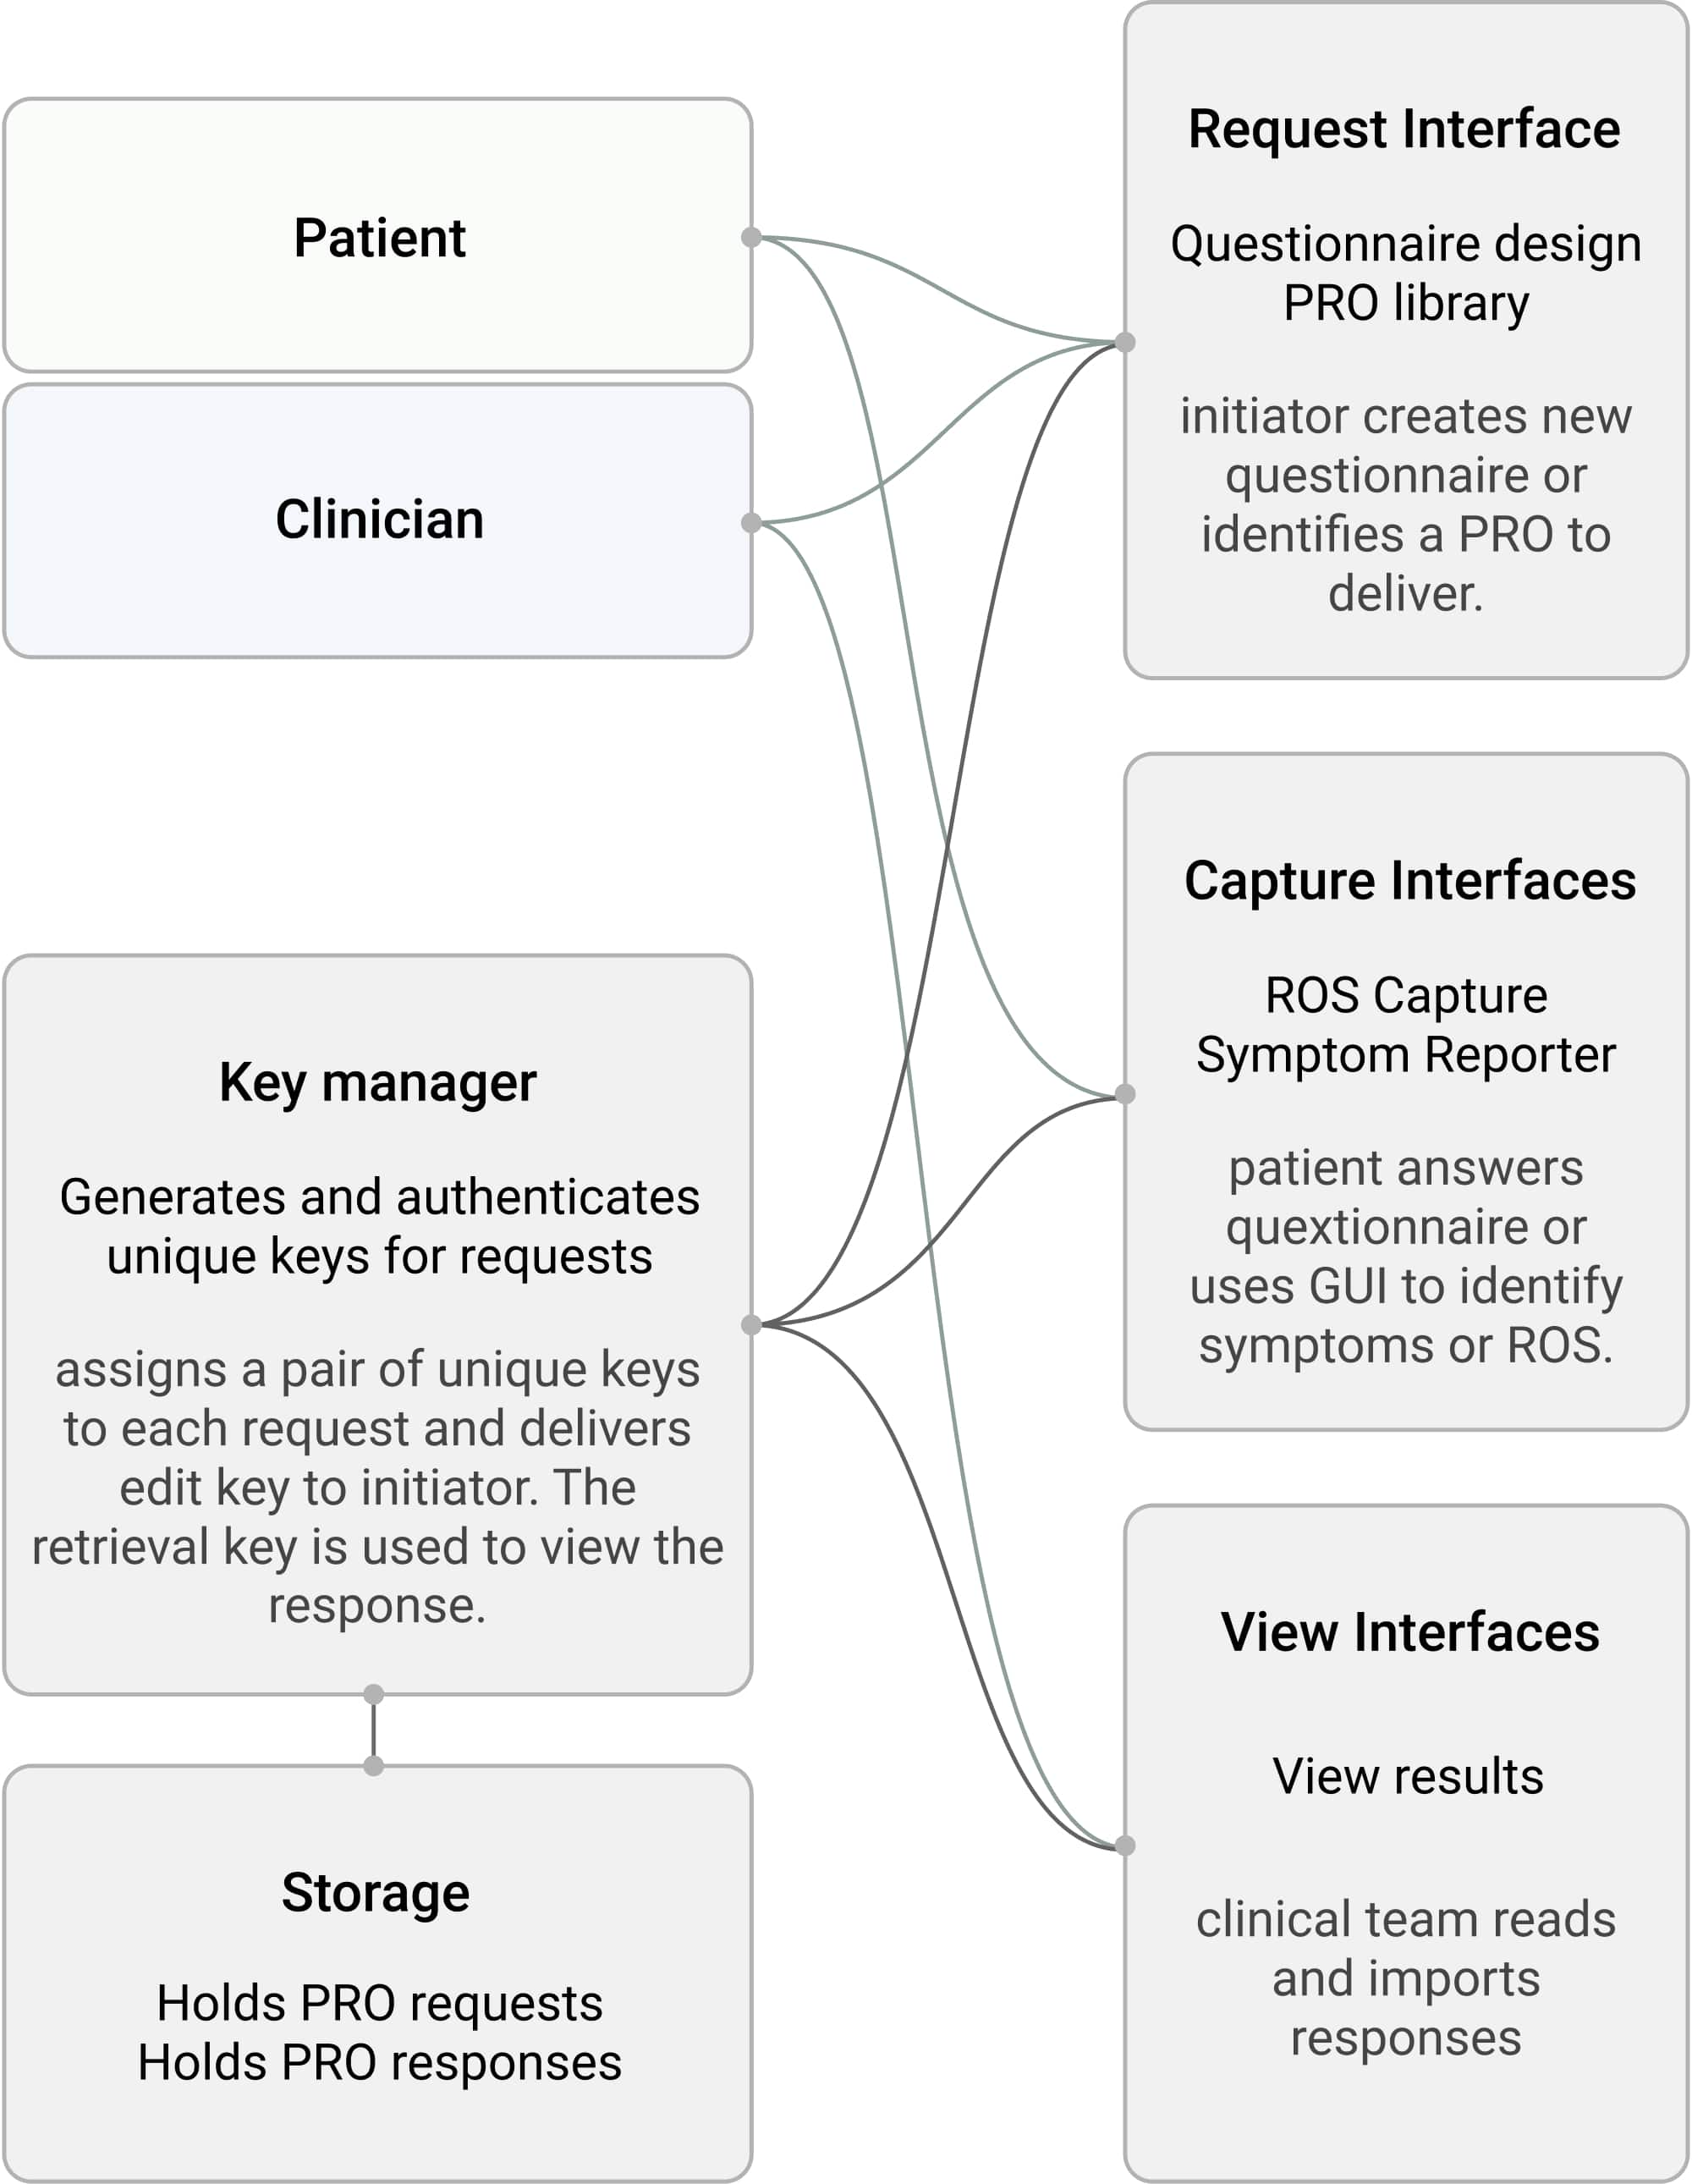 Patient
Clinician
Key manager
Generates and authenticates
unique keys for requests
assigns a pair of unique keys
to each request and delivers
edit key to initiator. The
retrieval key is used to view the
response.
Storage
Holds PRO requests
Holds PRO responses
Request Interface
Questionnaire design
PRO library
initiator creates new
questionnaire or
identifies a PRO to
deliver.
Capture Interfaces
ROS Capture
Symptom Reporter
patient answers
quextionnaire or
uses GUI to identify
symptoms or ROS.
View Interfaces
View results
clinical team reads
and imports
responses